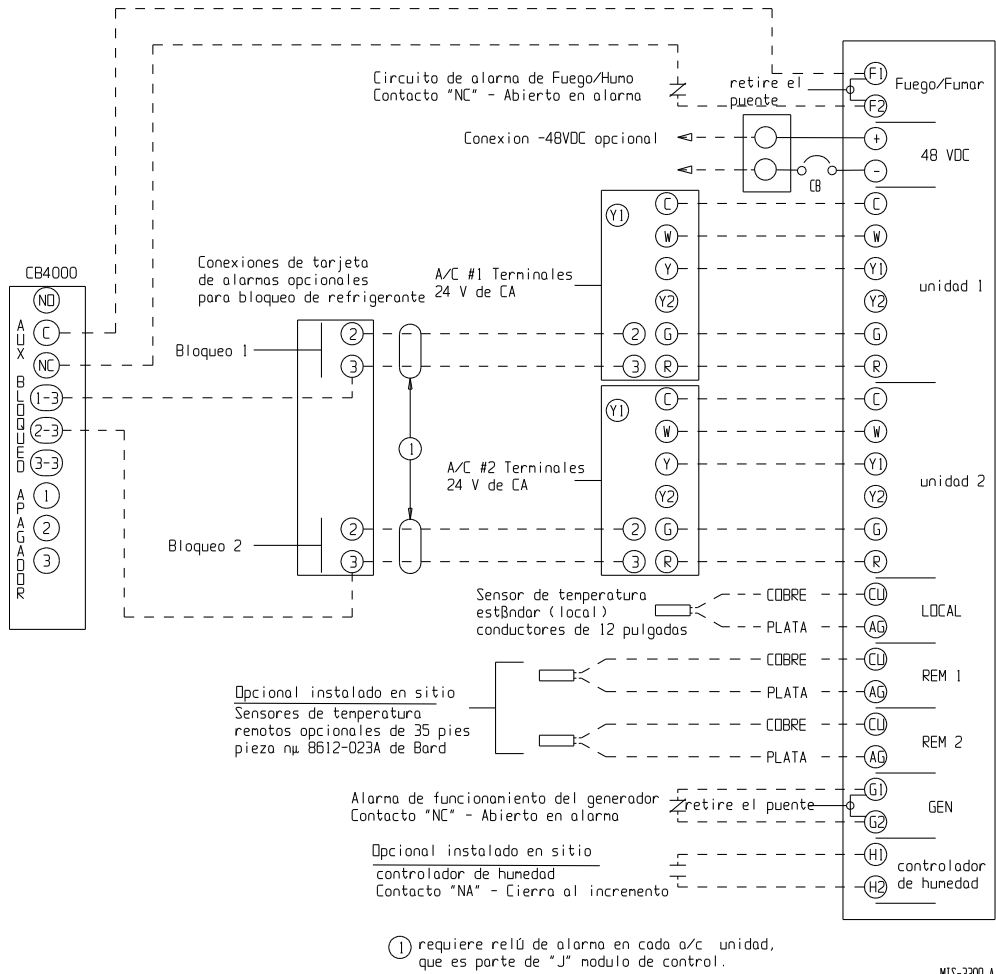 Circuito de alarma de Fuego/Humo
Contacto "NC" - Abierto en alarma
retire el
puente
F1
F2
Fuego/Fumar
Conexion -48VDC opcional
+
-
48 VDC
CB
CB4000
NO
C
NC
1-3
2-3
3-3
1
2
3
AUX BLOQUEO APAGADOR
Conexiones de tarjeta
de alarmas opcionales
para bloqueo de refrigerante
Bloqueo 1
2
3
Bloqueo 2
2
3
1
A/C #1 Terminales
24 V de CA
Y1
C
W
Y
Y2
2 G
3 R
A/C #2 Terminales
24 V de CA
Y1
C
W
Y
Y2
2 G
3 R
C
W
Y1
Y2
G
R
unidad 1
C
W
Y1
Y2
G
R
unidad 2
Sensor de temperatura
estßndar (local)
conductores de 12 pulgadas
COBRE CU
PLATA AG
LOCAL
COBRE CU
PLATA AG
REM 1
Opcional instalado en sitio
Sensores de temperatura
remotos opcionales de 35 pies
pieza nµ 8612-023A de Bard
COBRE CU
PLATA AG
REM 2
Alarma de funcionamiento del generador
Contacto "NC" - Abierto en alarma
retire el puente
G1
G2
GEN
Opcional instalado en sitio
controlador de humedad
Contacto "NA" - Cierra al incremento
H1
H2
controlador
de humedad
1 requiere relú de alarma en cada a/c unidad,
que es parte de "J" modulo de control.
MIS-3300 A